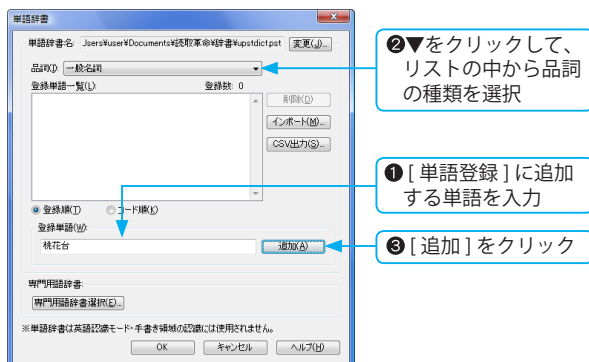 単語辞書
単語辞書名: Jsers¥user¥Documents¥読取革命¥辞書¥upstdictpst 変更(J)...
品詞(I): 一般名詞
登録単語一覧(L) 登録数: 0
削除(D)
インポート(M)...
CSV出力(S)...
登録順(T) コード順(K)
登録単語(W):
桃花台 追加(A)
専門用語辞書:
専門用語辞書選択(E)...
※単語辞書は英語認識モード・手書き領域の認識には使用されません。
OK キャンセル ヘルプ(H)
❷▼をクリックして、
リストの中から品詞
の種類を選択
❶[単語登録]に追加
する単語を入力
❸[追加]をクリック